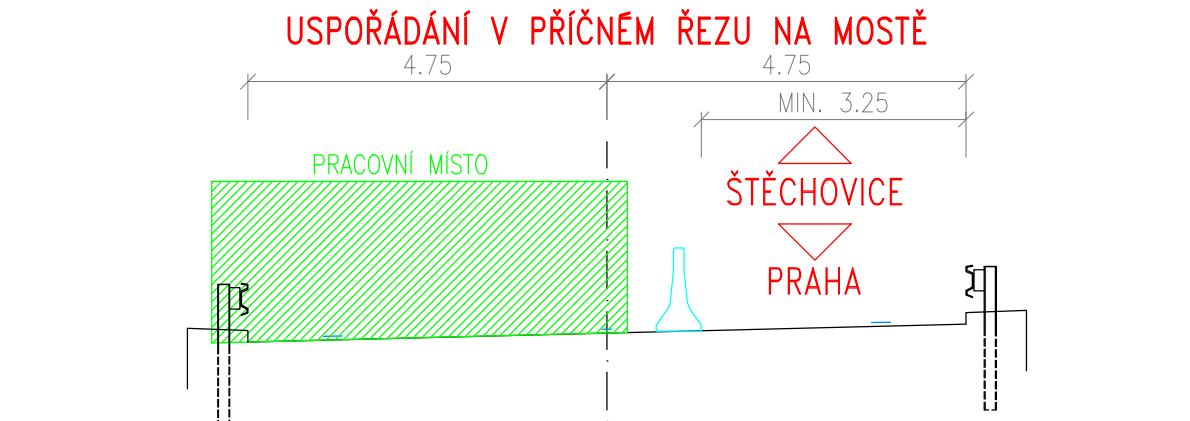 USPOŘÁDÁNÍ V PŘÍČNÉM ŘEZU NA MOSTĚ
4.75 4.75
MIN. 3.25
PRACOVNÍ MÍSTO
ŠTĚCHOVICE
PRAHA